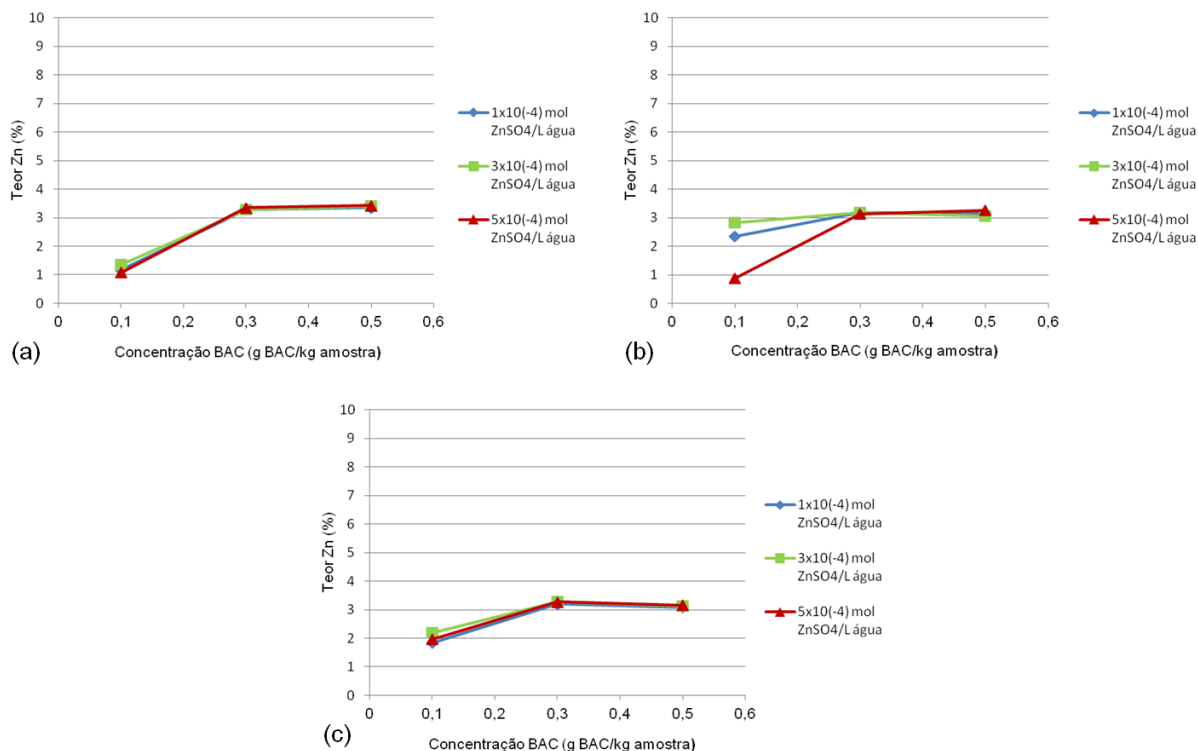 10
9
8
7
6
5
4
3
2
1
0
Teor Zn (%)
0 0,1 0,2 0,3 0,4 0,5 0,6
Concentração BAC (g BAC/kg amostra)
1x10(-4) mol
ZnSO4/L água
3x10(-4) mol
ZnSO4/L água
5x10(-4) mol
ZnSO4/L água
(a)
10
9
8
7
6
5
4
3
2
1
0
Teor Zn (%)
0 0,1 0,2 0,3 0,4 0,5 0,6
Concentração BAC (g BAC/kg amostra)
1x10(-4) mol
ZnSO4/L água
3x10(-4) mol
ZnSO4/L água
5x10(-4) mol
ZnSO4/L água
(b)
10
9
8
7
6
5
4
3
2
1
0
Teor Zn (%)
0 0,1 0,2 0,3 0,4 0,5 0,6
Concentração BAC (g BAC/kg amostra)
1x10(-4) mol
ZnSO4/L água
3x10(-4) mol
ZnSO4/L água
5x10(-4) mol
ZnSO4/L água
(c)